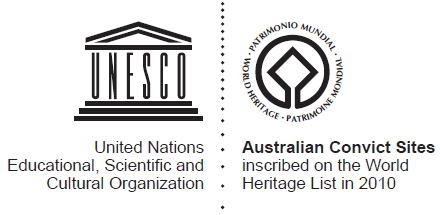 UNESCO
United Nations
Educational, Scientific and
Cultural Organization
PATRIMONIO MUNDIAL • WORLD HERITAGE • PATRIMOINE MONDIAL •
Australian Convict Sites
inscribed on the World
Heritage List in 2010